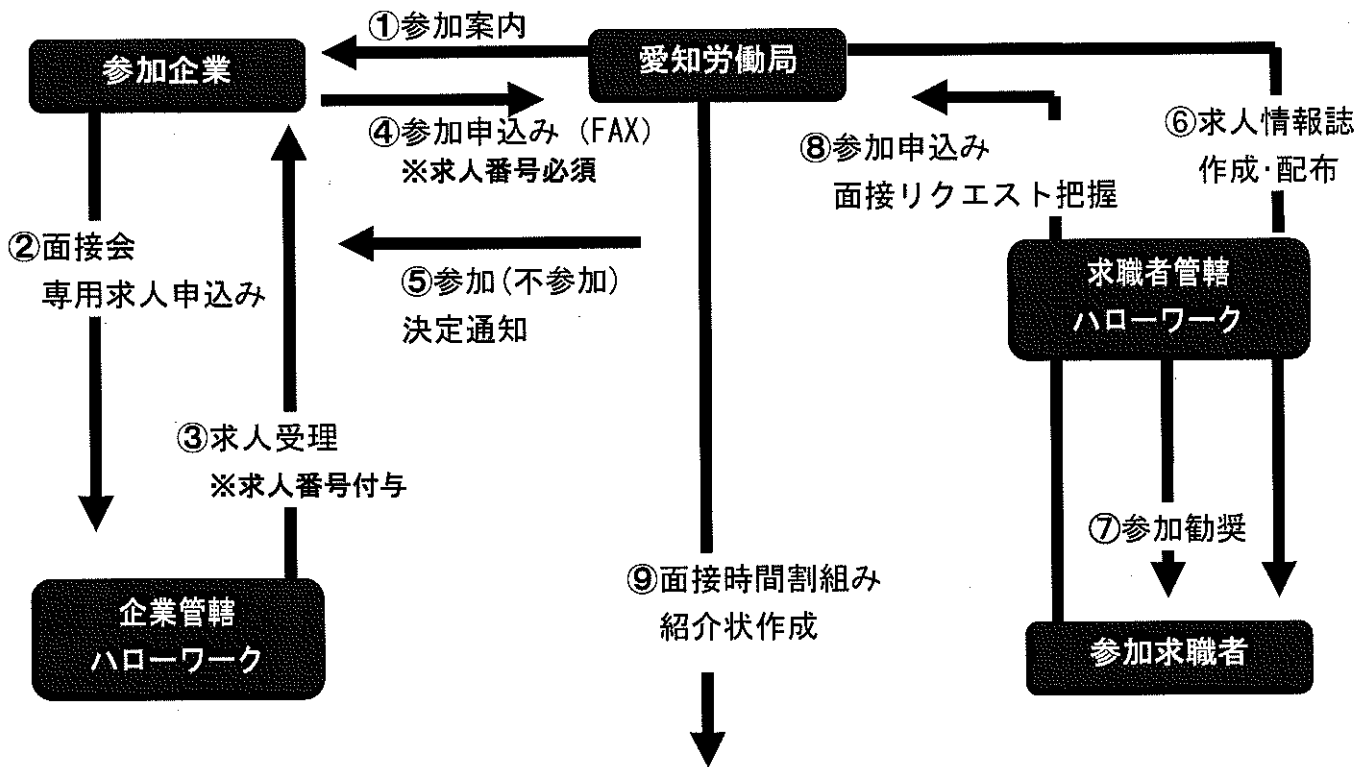 ①参加案内
参加企業
愛知労働局
④参加申込み (FAX)
※求人番号必須
⑧参加申込み
面接リクエスト把握
⑥求人情報誌
作成・配布
②面接会
専用求人申込み
⑤参加(不参加)
決定通知
求職者管轄
ハローワーク
③求人受理
※求人番号付与
⑦参加勧奨
⑨面接時間割組み
紹介状作成
企業管轄
ハローワーク
参加求職者